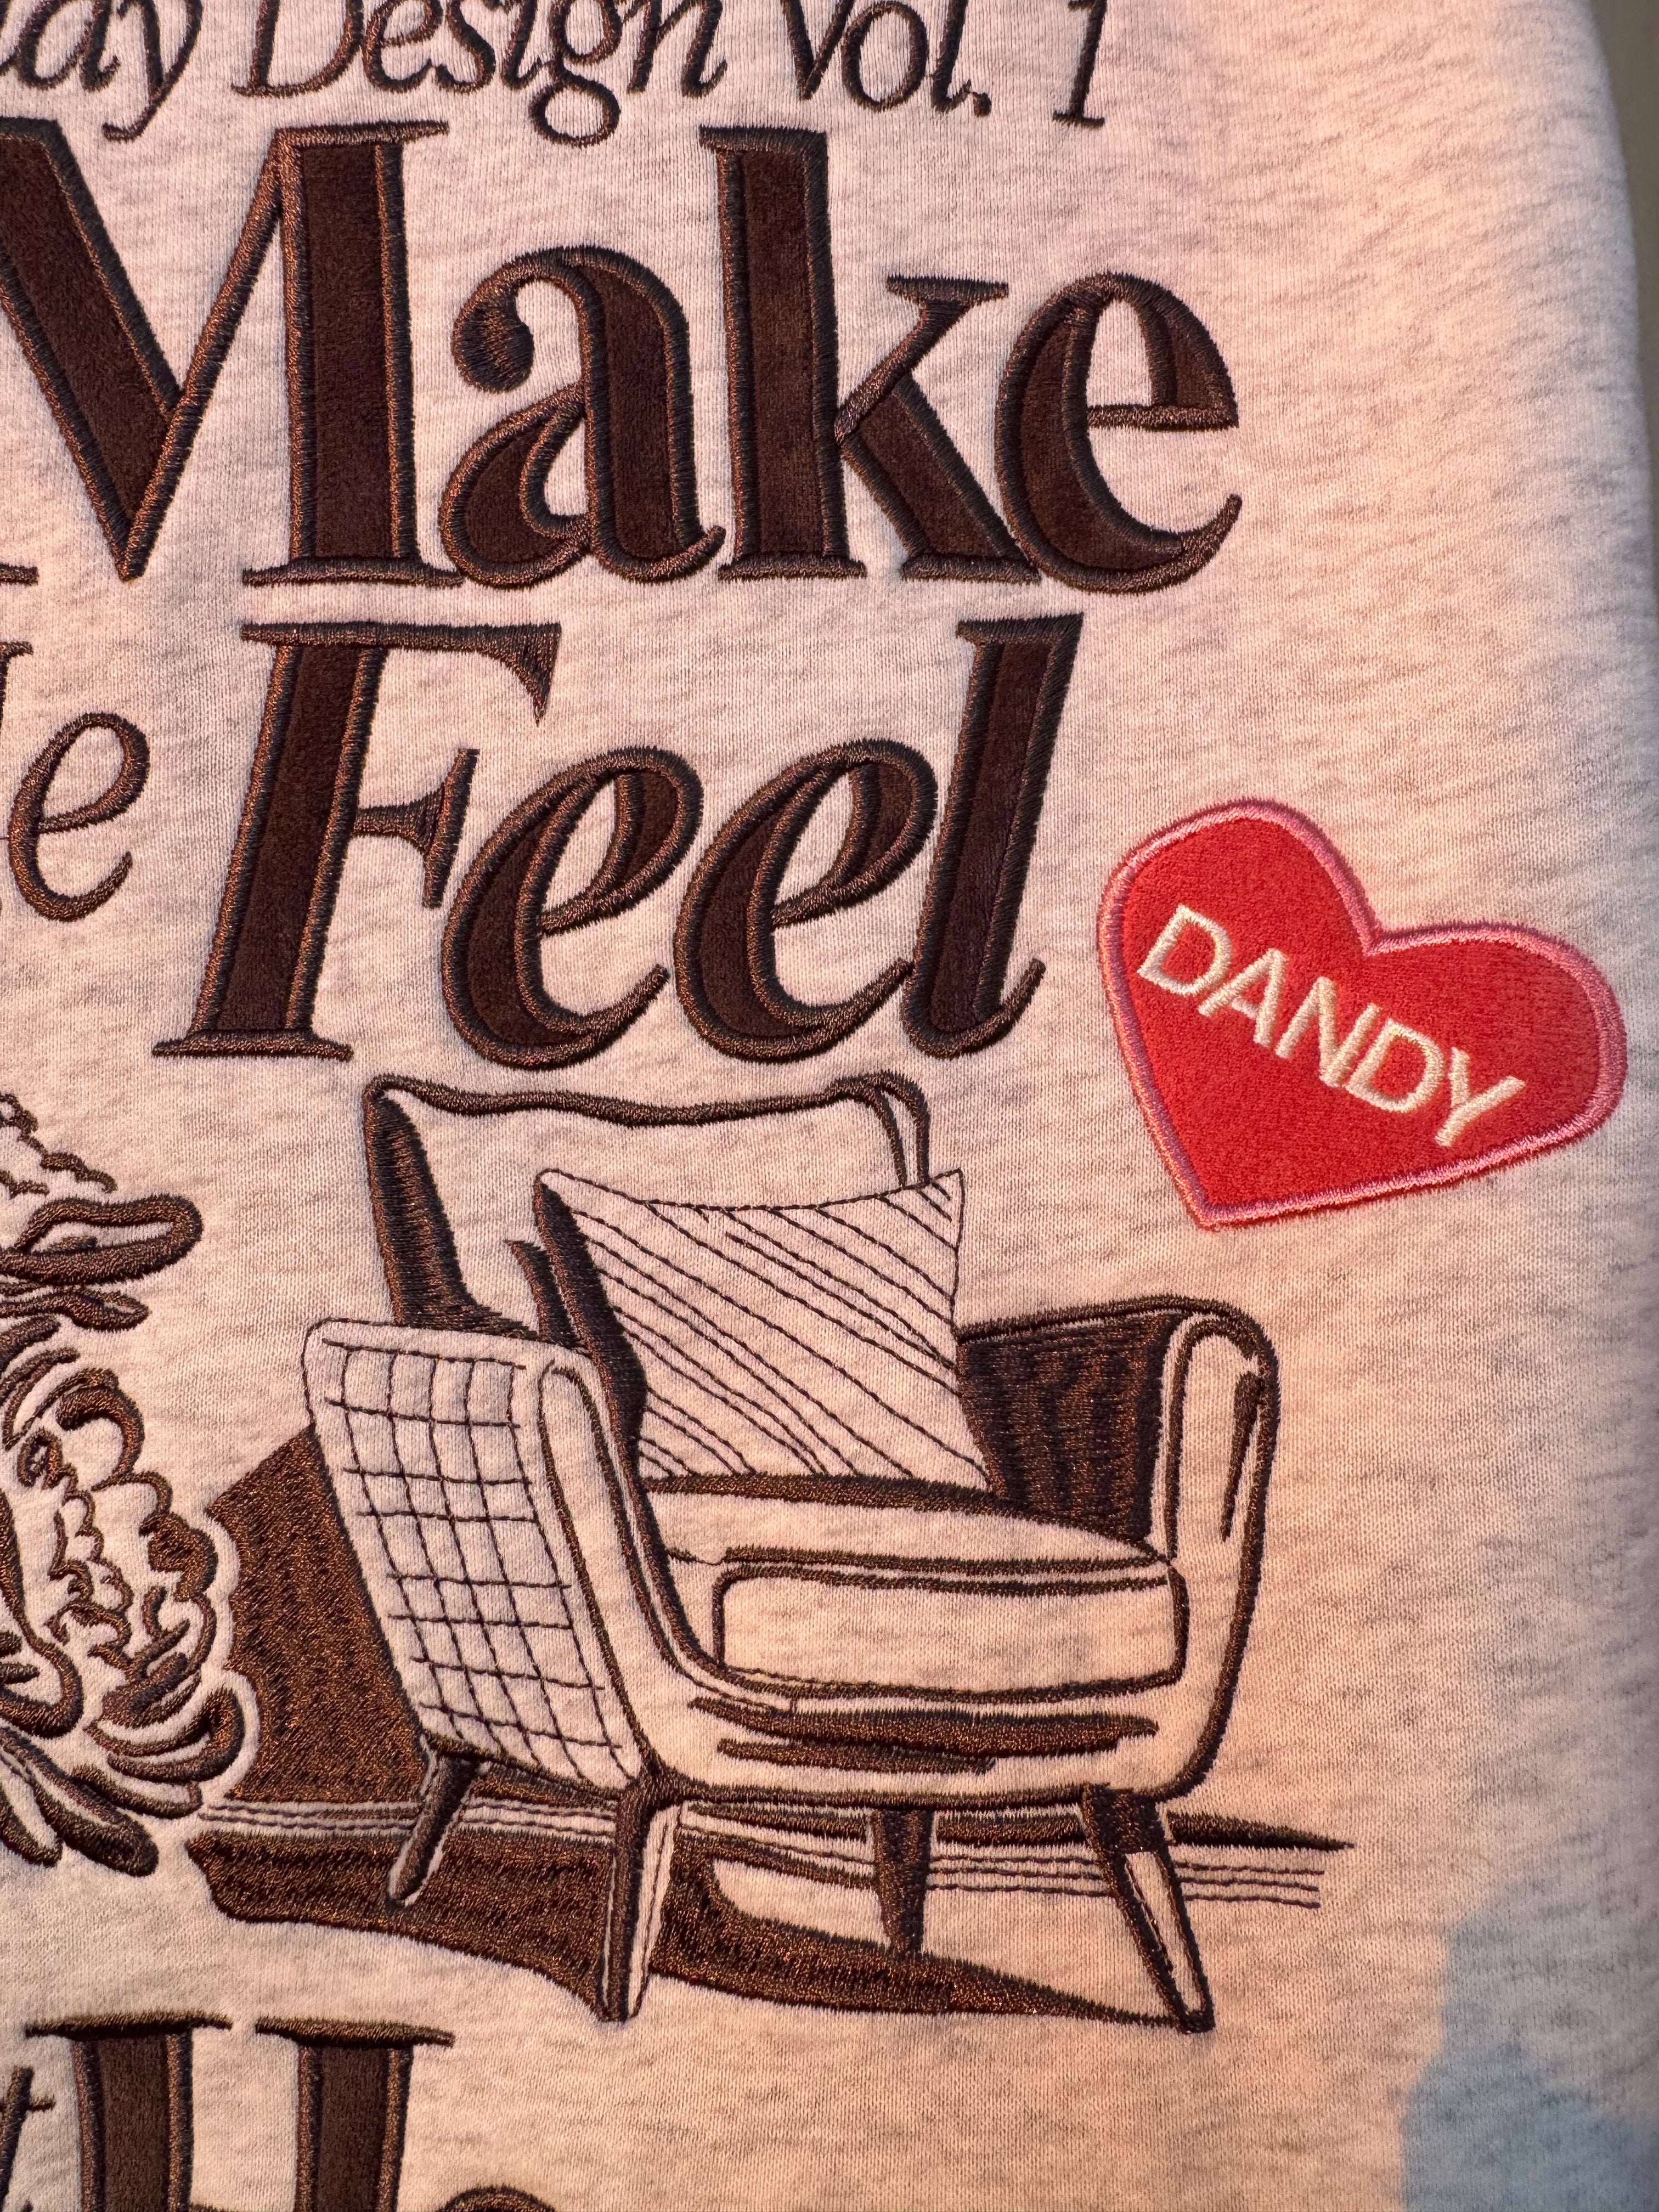 Design Vol. 1
Make
Feel
DANDY